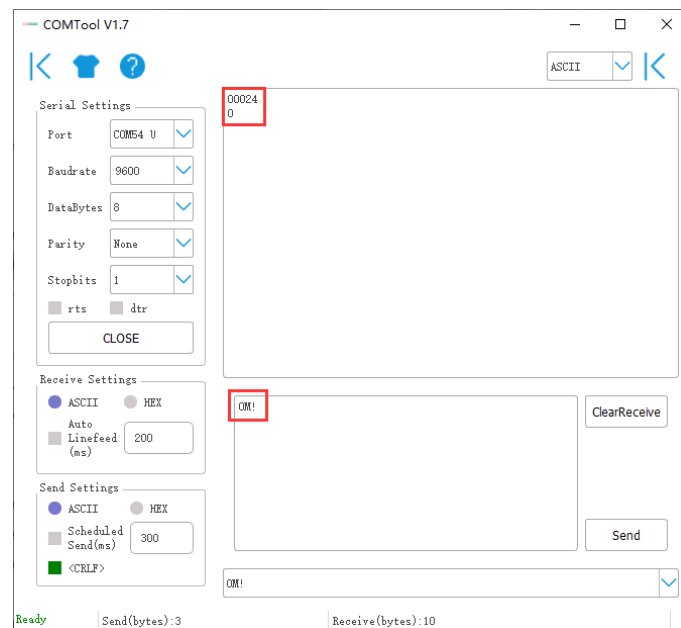 COMTool V1.7
ASCII
Serial Settings
Port COM54 U
Baudrate 9600
DataBytes 8
Parity None
Stopbits 1
rts dtr
CLOSE
Receive Settings
ASCII HEX
Auto
Linefeed
(ms)
200
Send Settings
ASCII HEX
Scheduled
Send(ms)
300
<CRLF>
00024
0
OM!
ClearReceive
Send
OM!
Ready Send(bytes):3 Receive(bytes):10